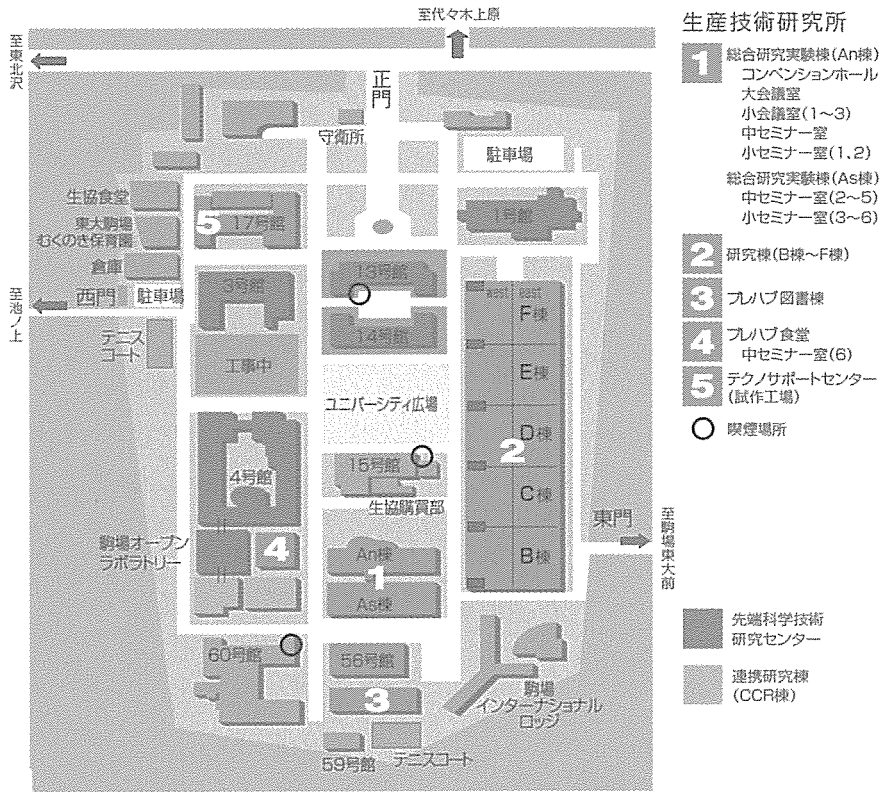 至代々木上原
至東北沢
正門
守衛所
駐車場
生協食堂
東大駒場
むくのき保育園
倉庫
5
17号館
1号館
至池ノ上
西門
駐車場
3号館
13号館
14号館
west
east
F棟
テニス
コート
工事中
E棟
ユニバーシティ広場
D棟
2
4号館
15号館
生協購買部
C棟
東門
至駒場東大前
駒場オープン
ラボラトリー
4
An棟
1
As棟
B棟
60号館
56号館
3
駒場
インターナショナル
ロッジ
59号館
テニスコート
生産技術研究所
1
総合研究実験棟(An棟)
コンベンションホール
大会議室
小会議室(1〜3)
中セミナー室
小セミナー室(1、2)
総合研究実験棟(As棟)
中セミナー室(2〜5)
小セミナー室(3〜6)
2
研究棟(B棟〜F棟)
3
プレハブ図書棟
4
プレハブ食堂
中セミナー室(6)
5
テクノサポートセンター
(試作工場)
喫煙場所
先端科学技術
研究センター
連携研究棟
(CCR棟)